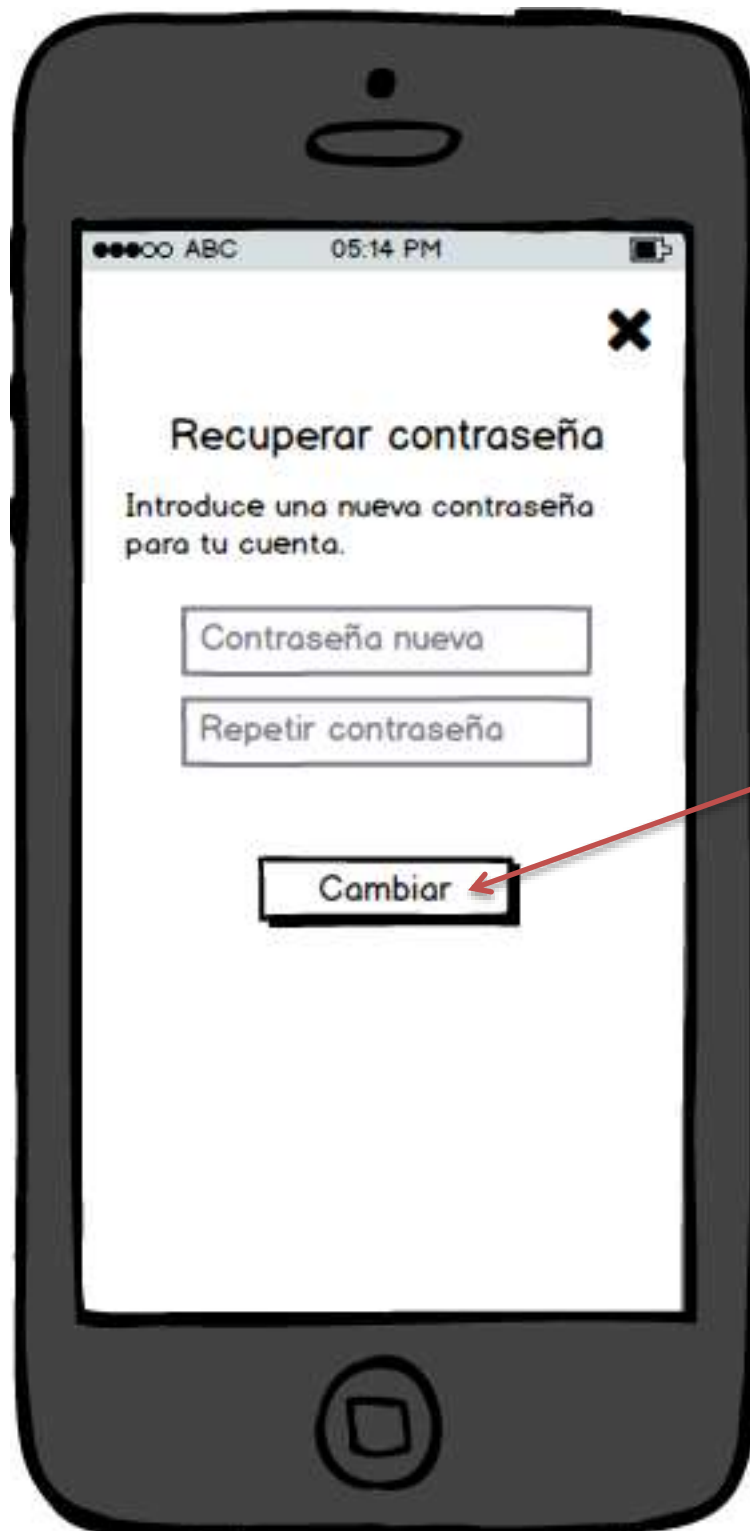 ABC 05:14 PM
Recuperar contraseña
Introduce una nueva contraseña
para tu cuenta.
Contraseña nueva
Repetir contraseña
Cambiar